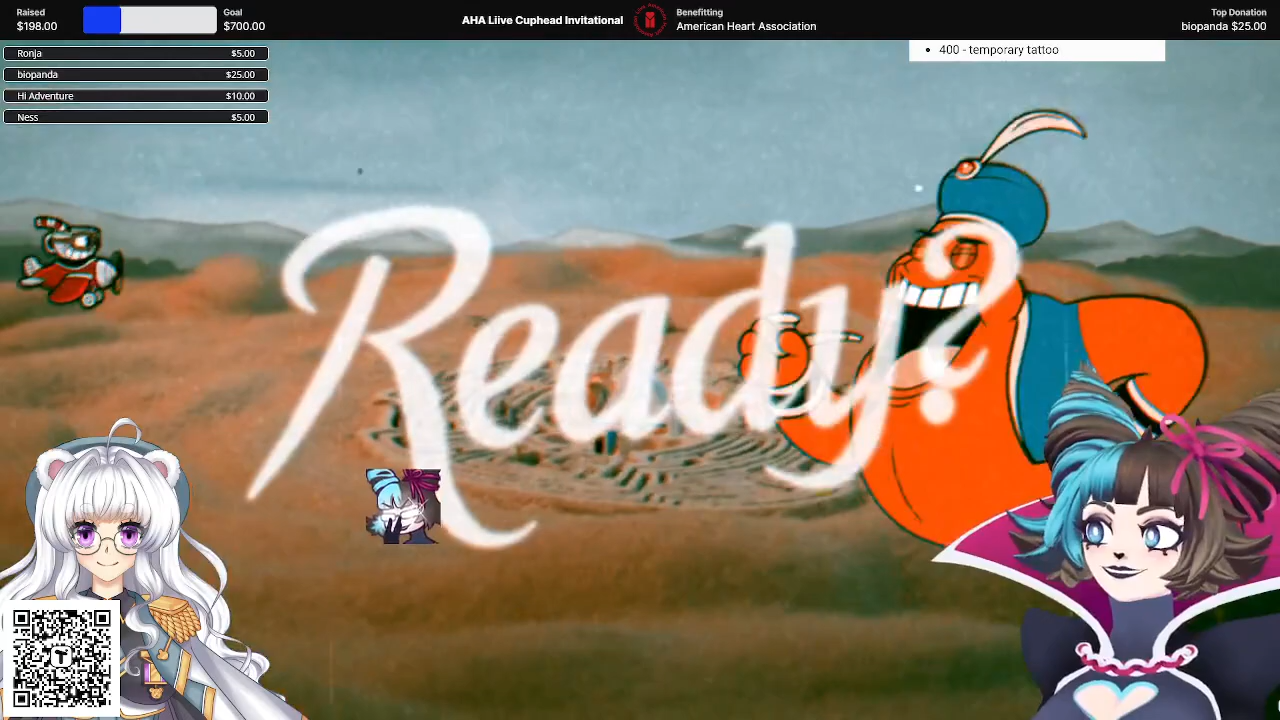 Raised
$198.00
Goal
$700.00
AHA Liive Cuphead Invitational
Benefitting
American Heart Association
Top Donation
biopanda $25.00
Ronja $5.00
biopanda $25.00
Hi Adventure $10.00
Ness $5.00
400 - temporary tattoo
Ready?